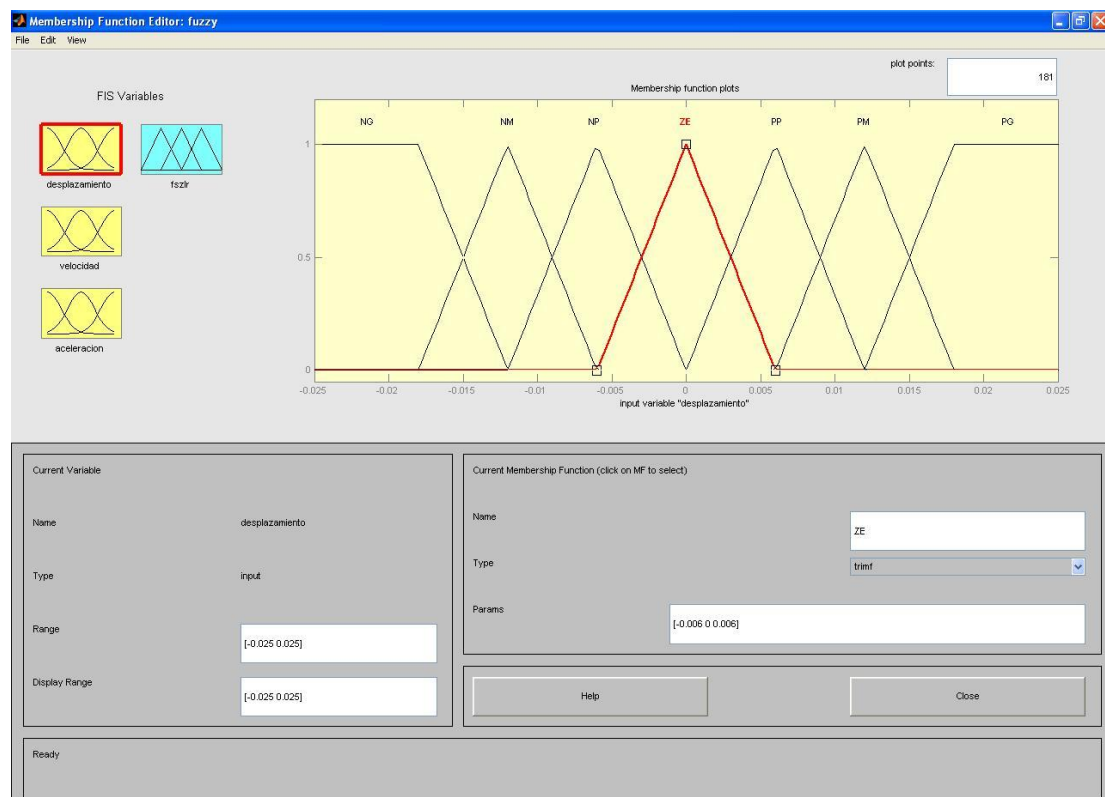 Membership Function Editor: fuzzy
File Edit View
FIS Variables
desplazamiento
fszlr
velocidad
aceleracion
plot points:
181
Membership function plots
NG NM NP ZE PP PM PG
1
0.5
0
-0.025 -0.02 -0.015 -0.01 -0.005 0 0.005 0.01 0.015 0.02 0.025
input variable "desplazamiento"
Current Variable
Name desplazamiento
Type input
Range [-0.025 0.025]
Display Range [-0.025 0.025]
Current Membership Function (click on MF to select)
Name ZE
Type trimf
Params [-0.006 0 0.006]
Help Close
Ready